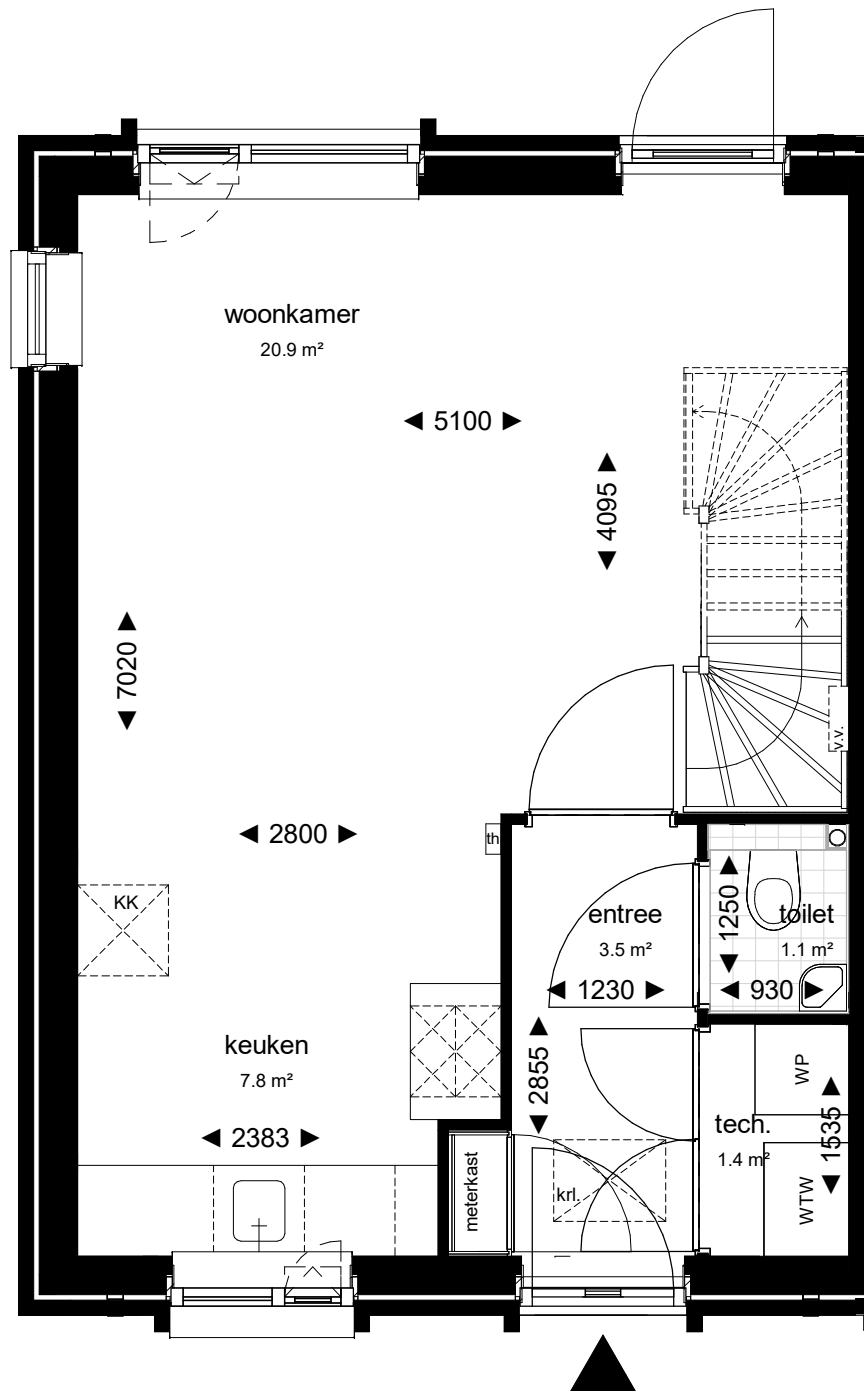 woonkamer
20.9 m²
5100
4095
7020
v.v.
2800
th
KK
entree
3.5 m²
1250
toilet
1.1 m²
1230
930
keuken
7.8 m²
2855
WP
tech.
1.4 m²
1535
2383
meterkast
krl.
WTW